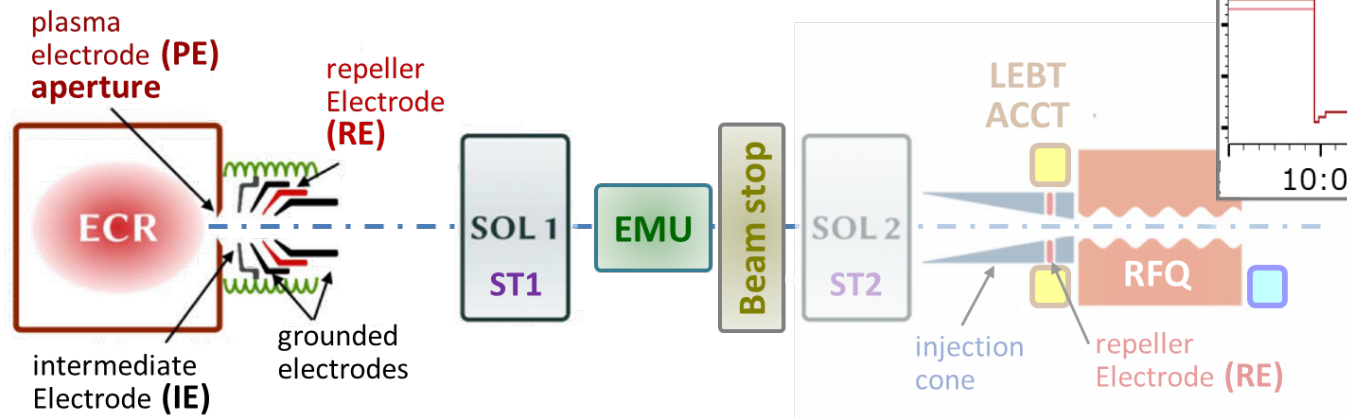 plasma
electrode (PE)
aperture
repeller
Electrode
(RE)
LEBT
ACCT
10:0
ECR
SOL 1
ST1
EMU
Beam stop
SOL 2
ST2
RFQ
intermediate
Electrode (IE)
grounded
electrodes
injection
cone
repeller
Electrode (RE)